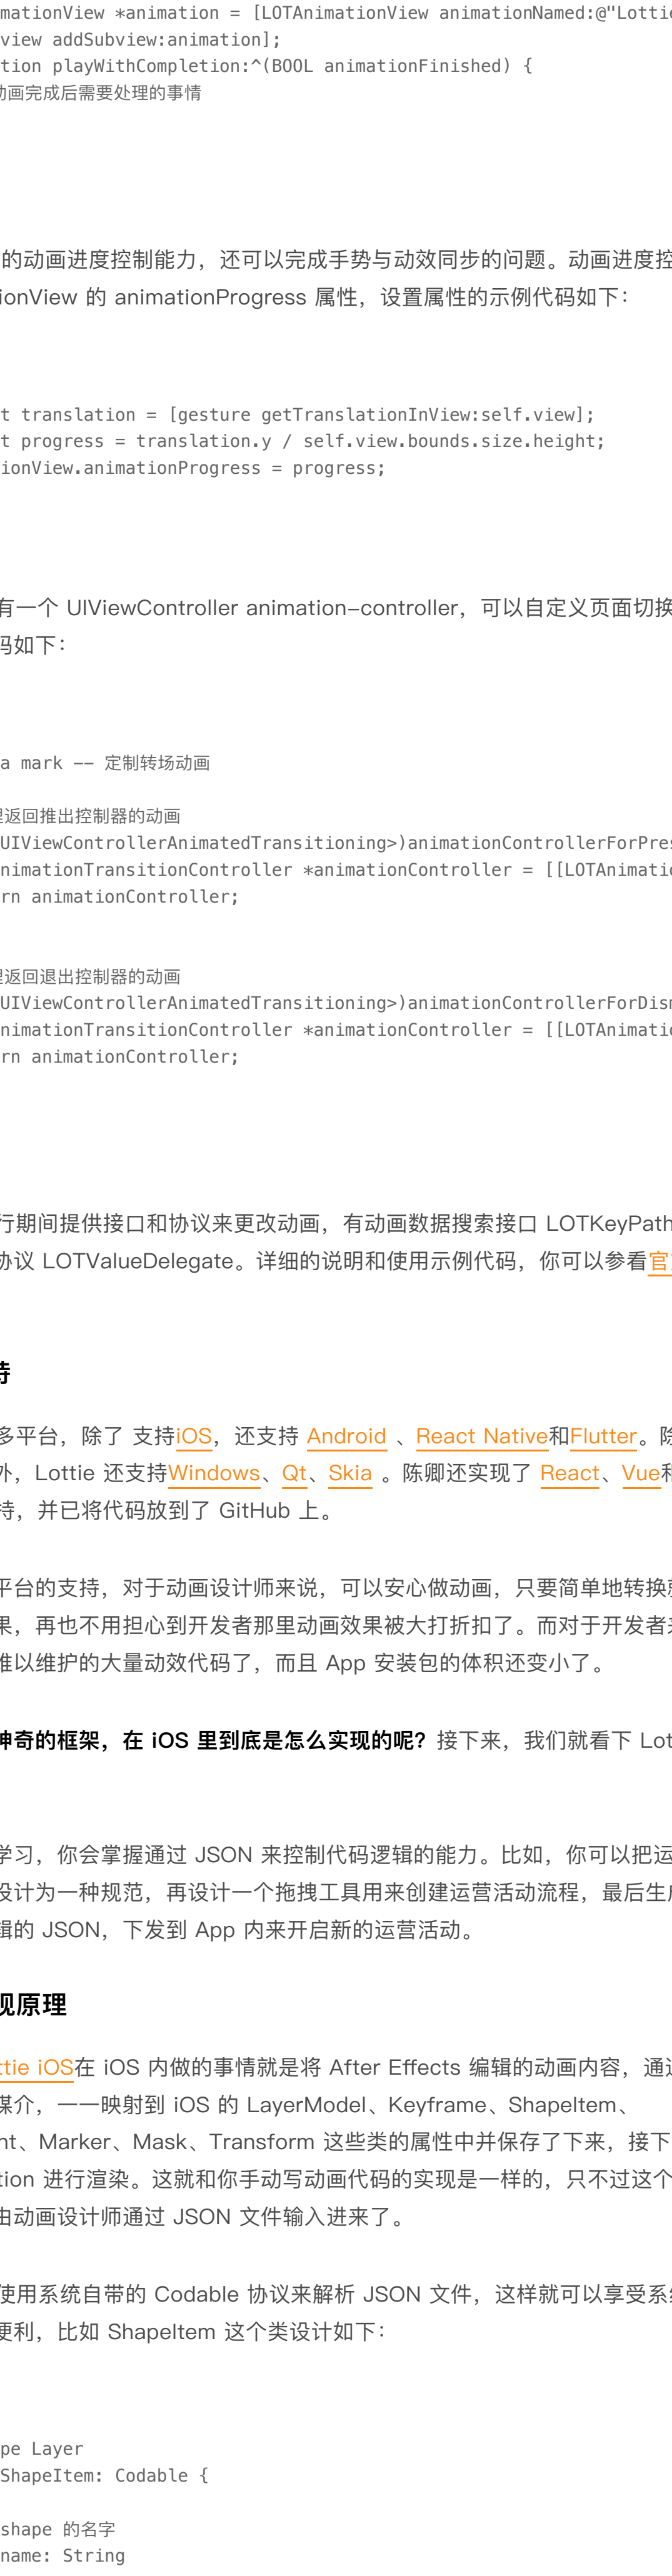 mationView *animation = [LOTAnimationView animationNamed:@"Lottie
view addSubview:animation];
tion playWithCompletion:^(BOOL animationFinished) {
动画完成后需要处理的事情
的动画进度控制能力，还可以完成手势与动效同步的问题。动画进度控
ionView 的 animationProgress 属性，设置属性的示例代码如下：
t translation = [gesture getTranslationInView:self.view];
t progress = translation.y / self.view.bounds.size.height;
ionView.animationProgress = progress;
有一个 UIViewController animation-controller，可以自定义页面切换
码如下：
a mark -- 定制转场动画
理返回推出控制器的动画
UIViewControllerAnimatedTransitioning>)animationControllerForPres
nimationTransitionController *animationController = [[LOTAnimatio
rn animationController;
理返回退出控制器的动画
UIViewControllerAnimatedTransitioning>)animationControllerForDism
nimationTransitionController *animationController = [[LOTAnimatio
rn animationController;
行期间提供接口和协议来更改动画，有动画数据搜索接口 LOTKeyPath
协议 LOTValueDelegate。详细的说明和使用示例代码，你可以参看官
持
多平台，除了 支持iOS，还支持 Android 、React Native和Flutter。除
外，Lottie 还支持Windows、Qt、Skia 。陈卿还实现了 React、Vue和
持，并已将代码放到了 GitHub 上。
平台的支持，对于动画设计师来说，可以安心做动画，只要简单地转换就
果，再也不用担心到开发者那里动画效果被大打折扣了。而对于开发者来
难以维护的大量动效代码了，而且 App 安装包的体积还变小了。
神奇的框架，在 iOS 里到底是怎么实现的呢？接下来，我们就看下 Lot
学习，你会掌握通过 JSON 来控制代码逻辑的能力。比如，你可以把运
设计为一种规范，再设计一个拖拽工具用来创建运营活动流程，最后生成
辑的 JSON，下发到 App 内来开启新的运营活动。
现原理
ttie iOS在 iOS 内做的事情就是将 After Effects 编辑的动画内容，通过
媒介，一一映射到 iOS 的 LayerModel、Keyframe、ShapeItem、
nt、Marker、Mask、Transform 这些类的属性中并保存了下来，接下
tion 进行渲染。这就和你手动写动画代码的实现是一样的，只不过这个
由动画设计师通过 JSON 文件输入进来了。
使用系统自带的 Codable 协议来解析 JSON 文件，这样就可以享受系统
便利，比如 ShapeItem 这个类设计如下：
pe Layer
ShapeItem: Codable {
shape 的名字
name: String